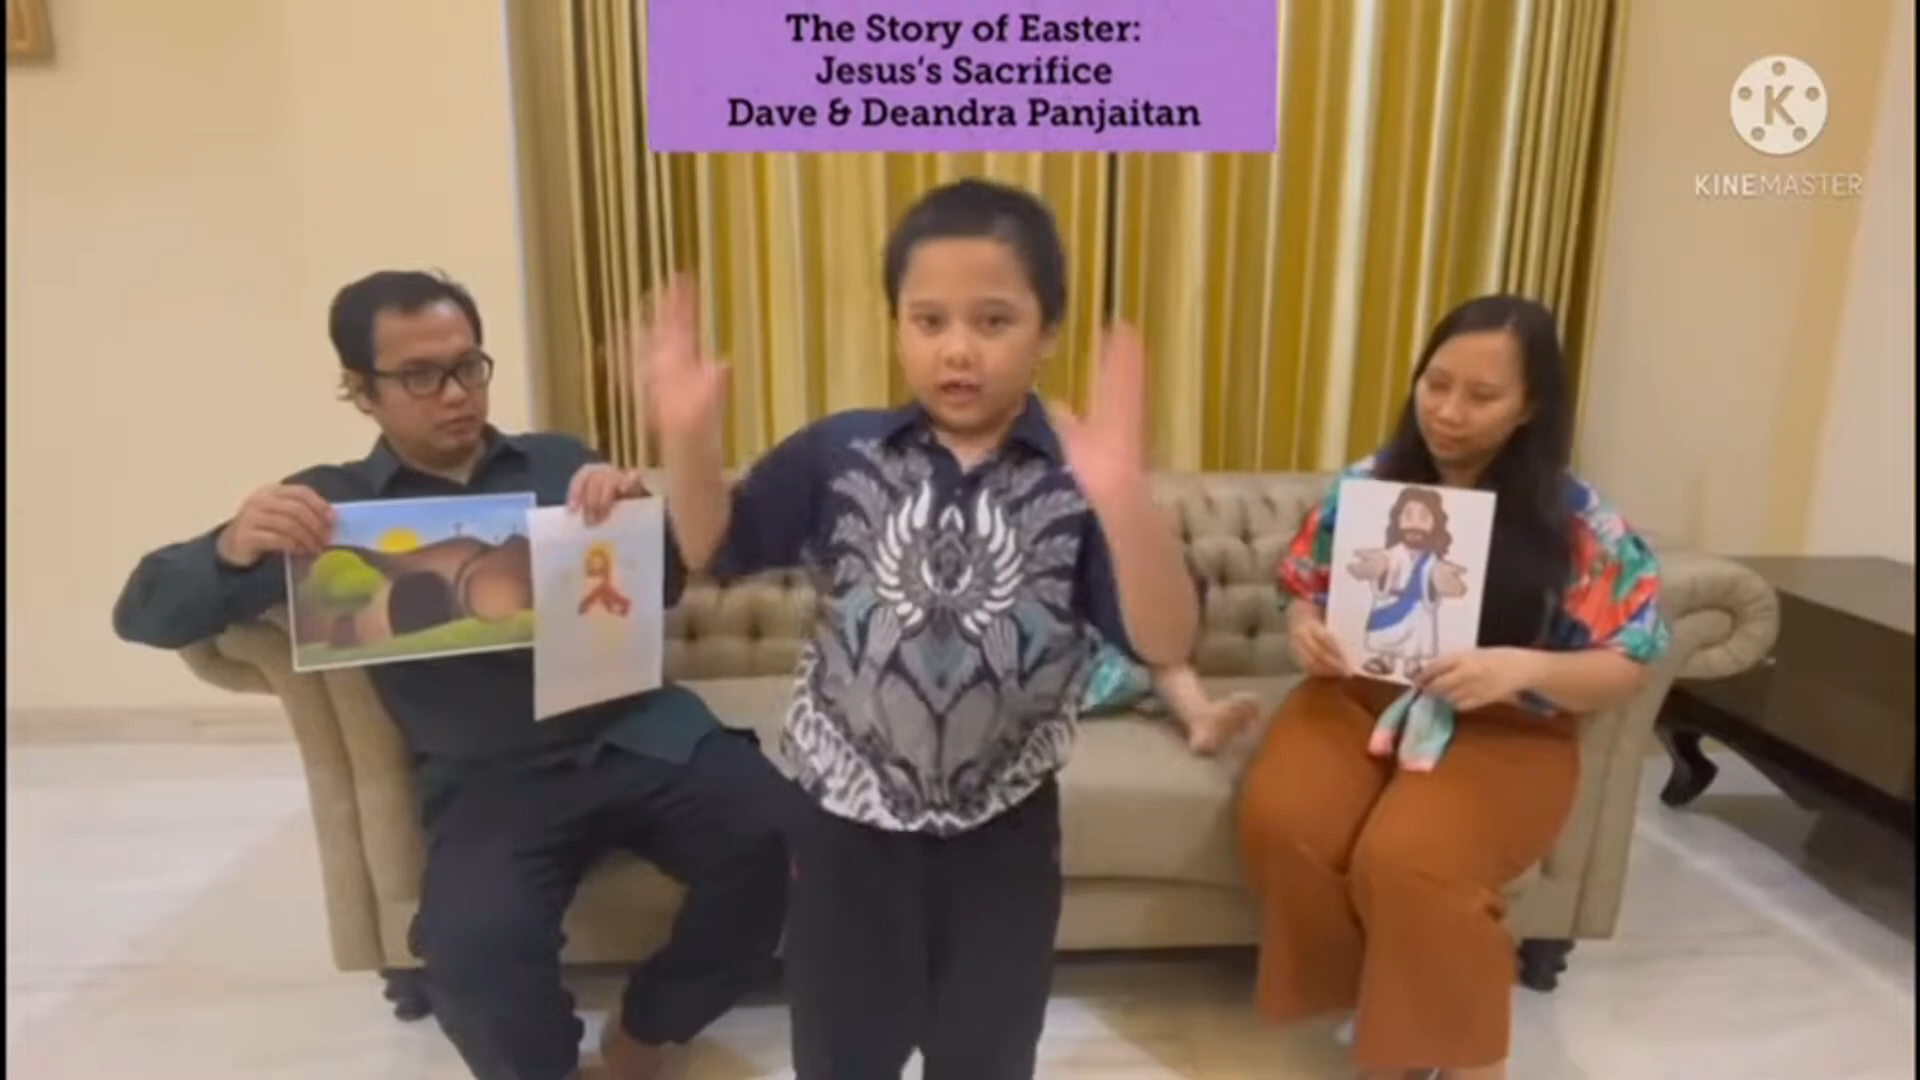 The Story of Easter:
Jesus's Sacrifice
Dave & Deandra Panjaitan
K
KINEMASTER